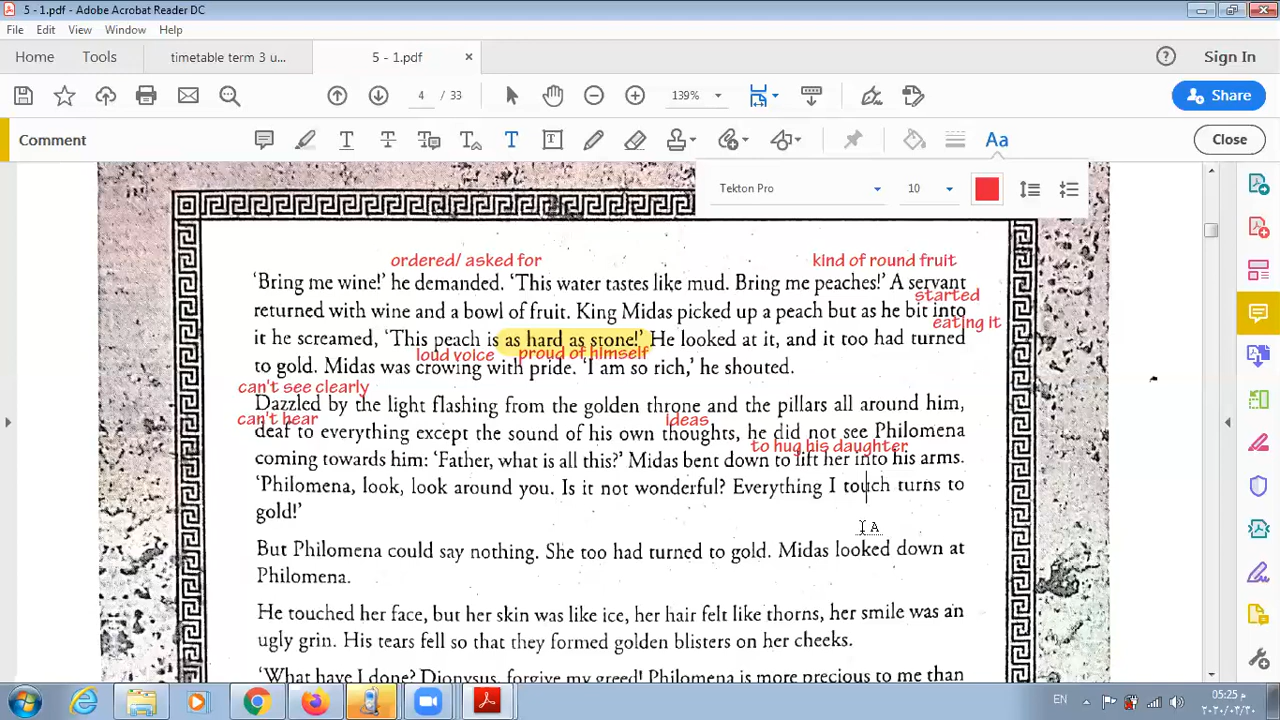 5 - 1.pdf - Adobe Acrobat Reader DC
File Edit View Window Help
Home Tools timetable term 3 u... 5 - 1.pdf × Sign In
4 / 33 139% Share
Comment Close
Tekton Pro 10
ordered/ asked for kind of round fruit
‘Bring me wine!’ he demanded. ‘This water tastes like mud. Bring me peaches!’ A servant
started
returned with wine and a bowl of fruit. King Midas picked up a peach but as he bit into
eating it
it he screamed, ‘This peach is as hard as stone!’ He looked at it, and it too had turned
loud voice proud of himself
to gold. Midas was crowing with pride. ‘I am so rich,’ he shouted.
can't see clearly
Dazzled by the light flashing from the golden throne and the pillars all around him,
can't hear ideas
deaf to everything except the sound of his own thoughts, he did not see Philomena
to hug his daughter
coming towards him: ‘Father, what is all this?’ Midas bent down to lift her into his arms.
‘Philomena, look, look around you. Is it not wonderful? Everything I touch turns to
gold!’
But Philomena could say nothing. She too had turned to gold. Midas looked down at
Philomena.
He touched her face, but her skin was like ice, her hair felt like thorns, her smile was an
ugly grin. His tears fell so that they formed golden blisters on her cheeks.
‘What have I done? Dionysus, forgive my greed! Philomena is more precious to me than
EN 05:25 م
٢٠٢٠/٠٣/٣٠